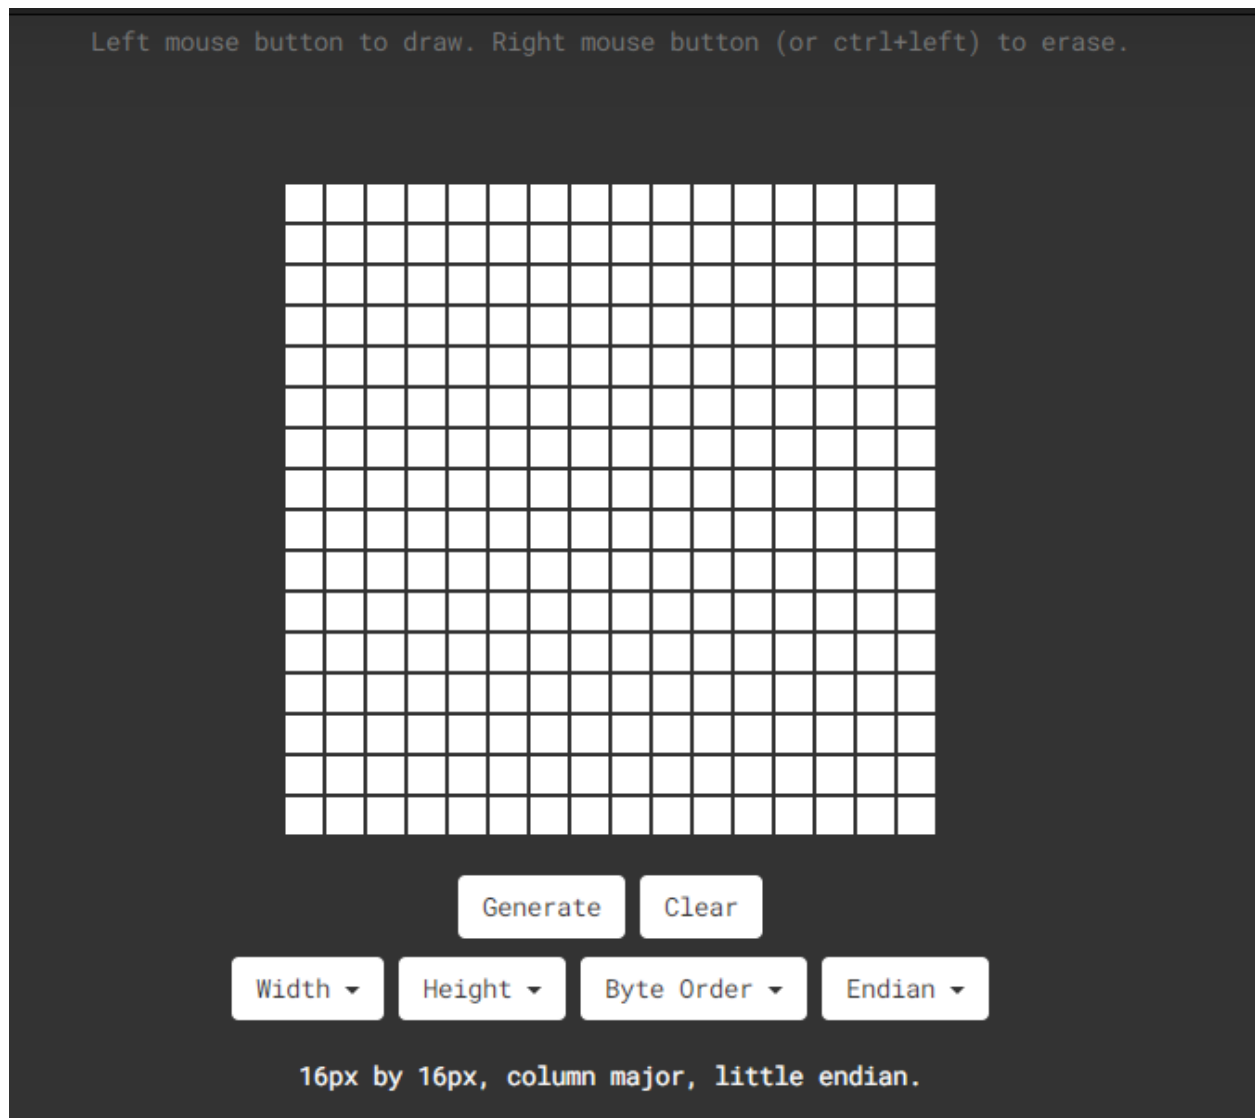 Left mouse button to draw. Right mouse button (or ctrl+left) to erase.
Generate Clear
Width Height Byte Order Endian
16px by 16px, column major, little endian.